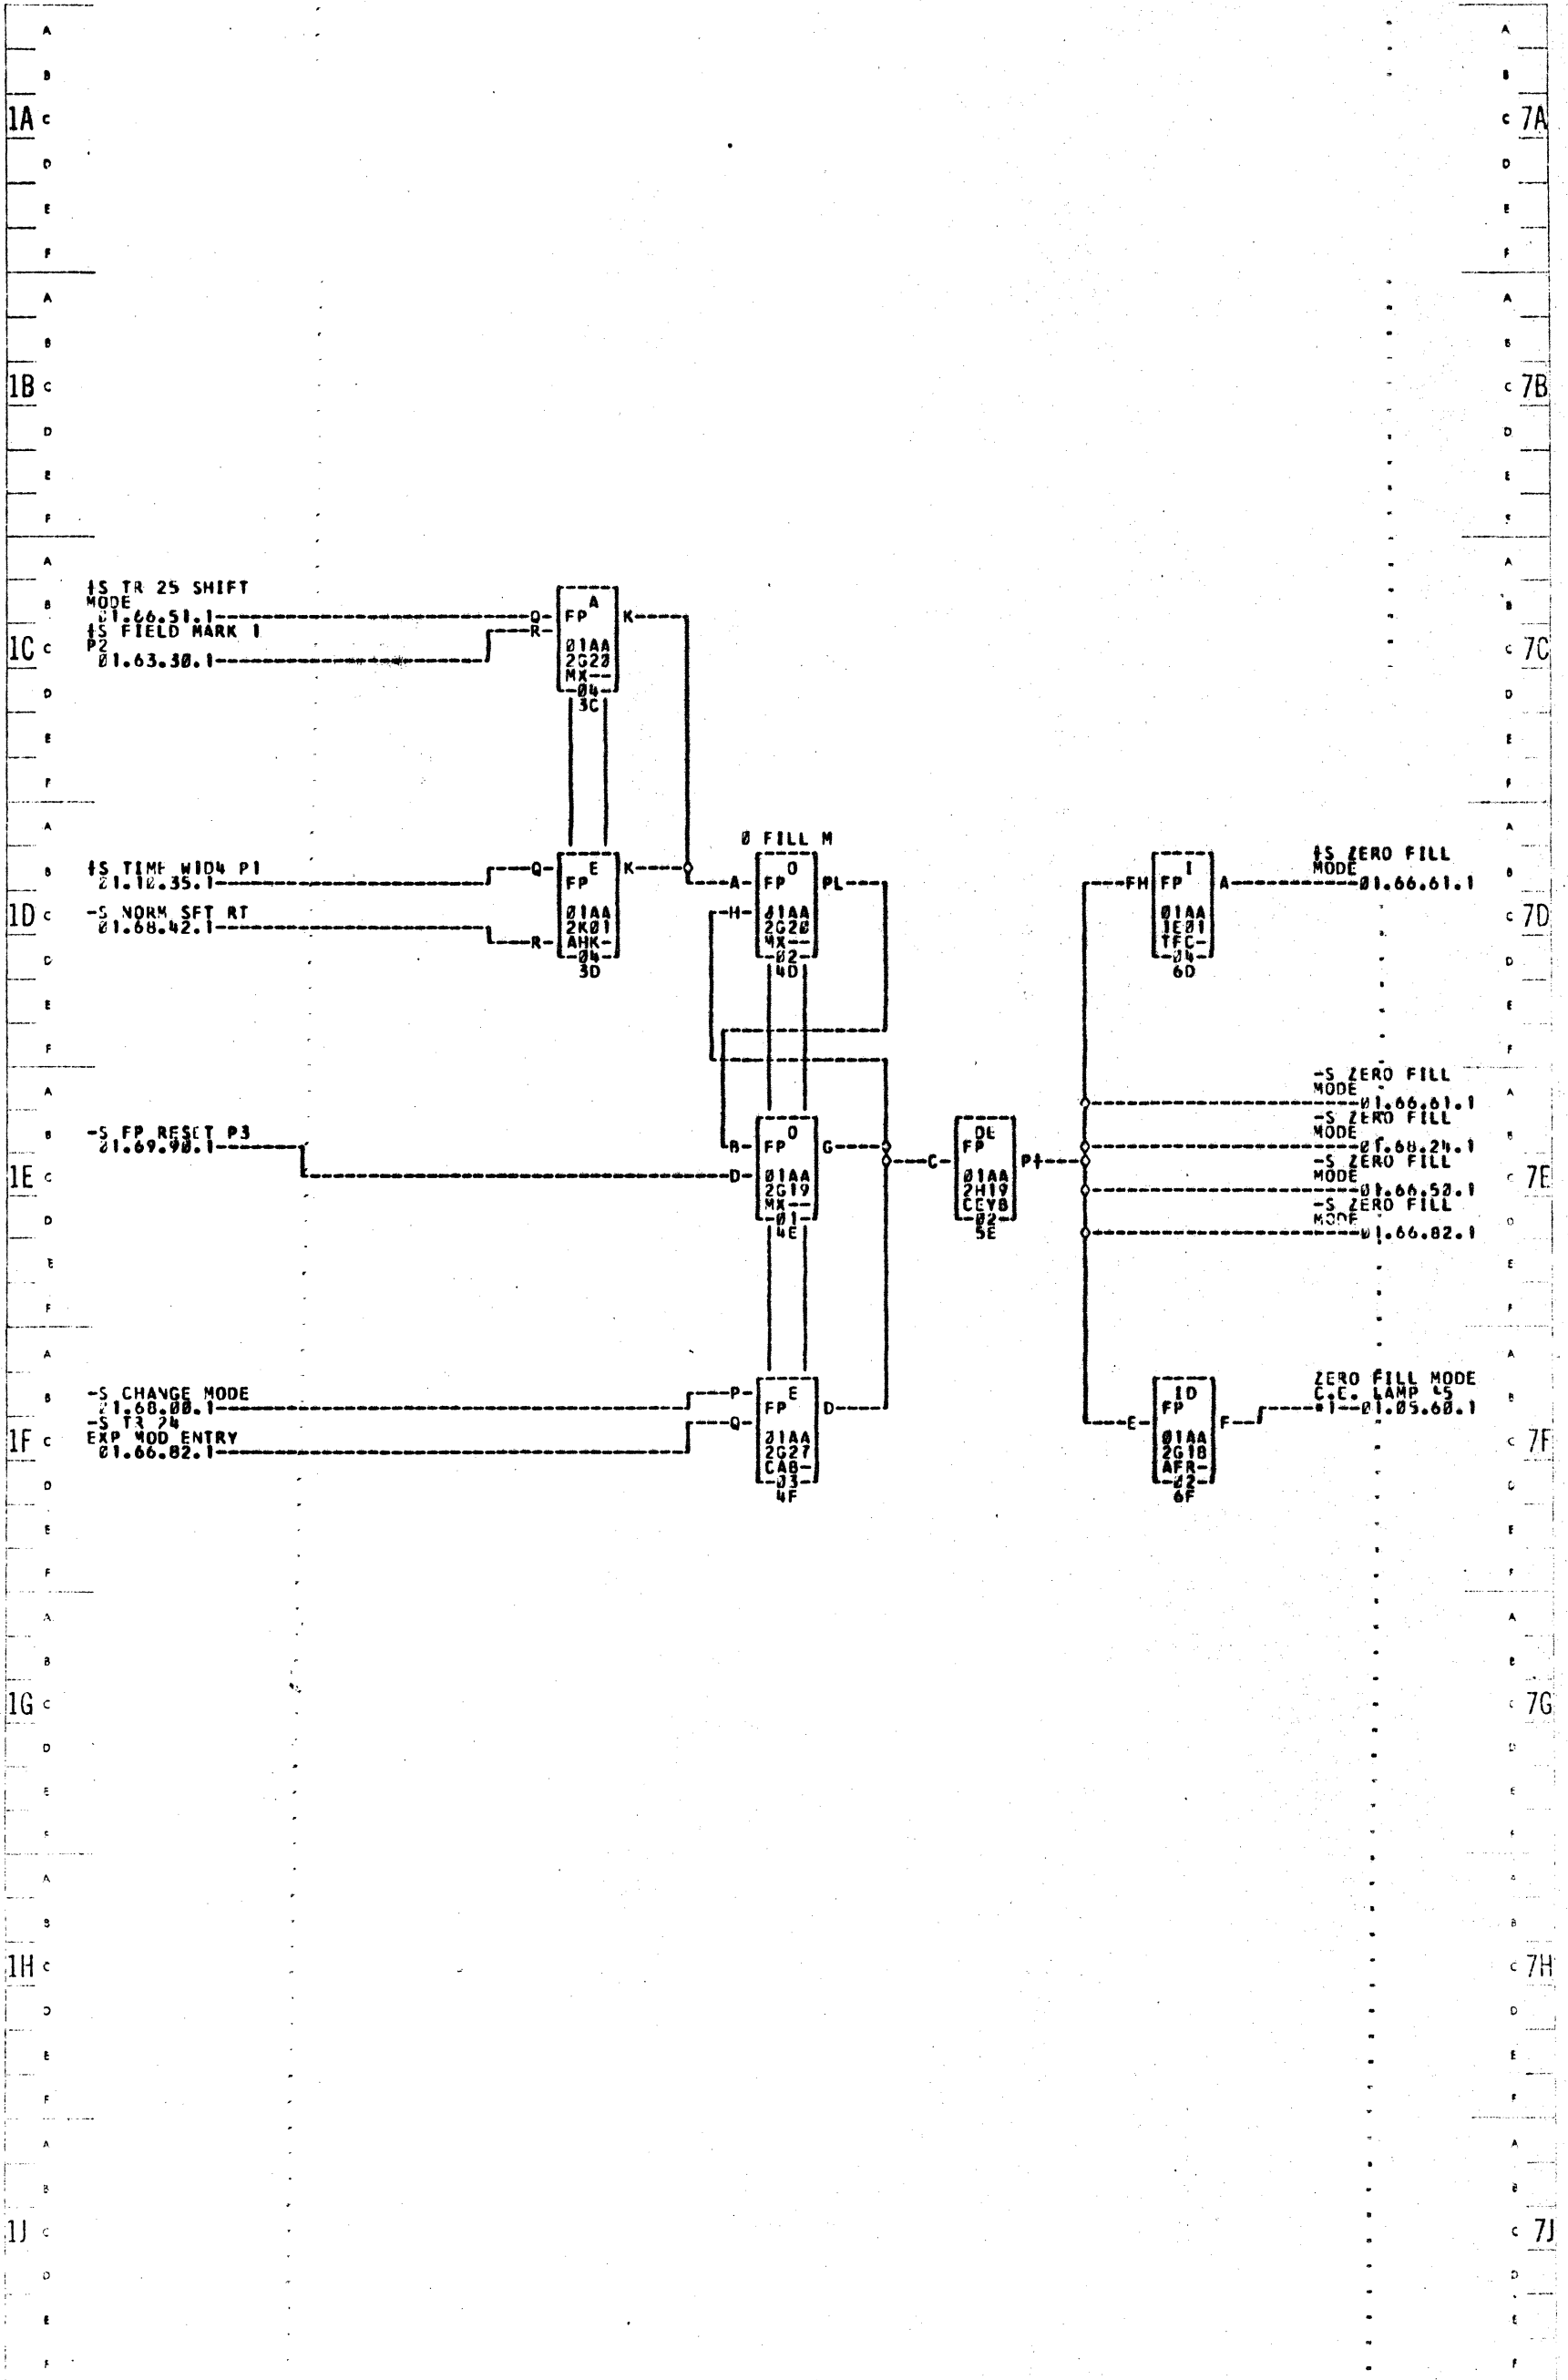 A
B
1A C
D
E
F
A
B
1B C
D
E
F
A
B
1C C
D
E
F
A
B
1D C
D
E
F
A
B
1E C
D
E
F
A
B
1F C
D
E
F
A
B
1G C
D
E
F
A
B
1H C
D
E
F
A
B
1J C
D
E
F
+S TR 25 SHIFT
MODE
01.66.51.1
+S FIELD MARK 1
P2
01.63.30.1
+S TIME WID4 P1
01.10.35.1
-S NORM SFT RT
01.68.42.1
-S FP RESET P3
01.69.90.1
-S CHANGE MODE
01.68.00.1
-S TR 24
EXP MOD ENTRY
01.66.82.1
Q
R
A
FP
K
01AA
2G20
MX--
-04-
3C
Q
R
E
FP
K
01AA
2K01
AHK-
-04-
3D
0 FILL M
A
H
O
FP
PL
01AA
2G20
MX--
-02-
4D
B
D
O
FP
G
01AA
2G19
MX--
-01-
4E
P
Q
E
FP
D
01AA
2G27
CAB-
-03-
4F
C
DE
FP
P+
01AA
2H19
CEYB
-02-
5E
FH
I
FP
A
01AA
1E01
TFC-
-04-
6D
E
ID
FP
F
01AA
2G18
AFR-
-02-
6F
+S ZERO FILL
MODE
01.66.61.1
-S ZERO FILL
MODE
01.66.61.1
-S ZERO FILL
MODE
01.68.24.1
-S ZERO FILL
MODE
01.66.50.1
-S ZERO FILL
MODE
01.66.82.1
ZERO FILL MODE
C.E. LAMP
01.05.60.1
A
B
C 7A
D
E
F
A
B
C 7B
D
E
F
A
B
C 7C
D
E
F
A
B
C 7D
D
E
F
A
B
C 7E
D
E
F
A
B
C 7F
D
E
F
A
B
C 7G
D
E
F
A
B
C 7H
D
E
F
A
B
C 7J
D
E
F